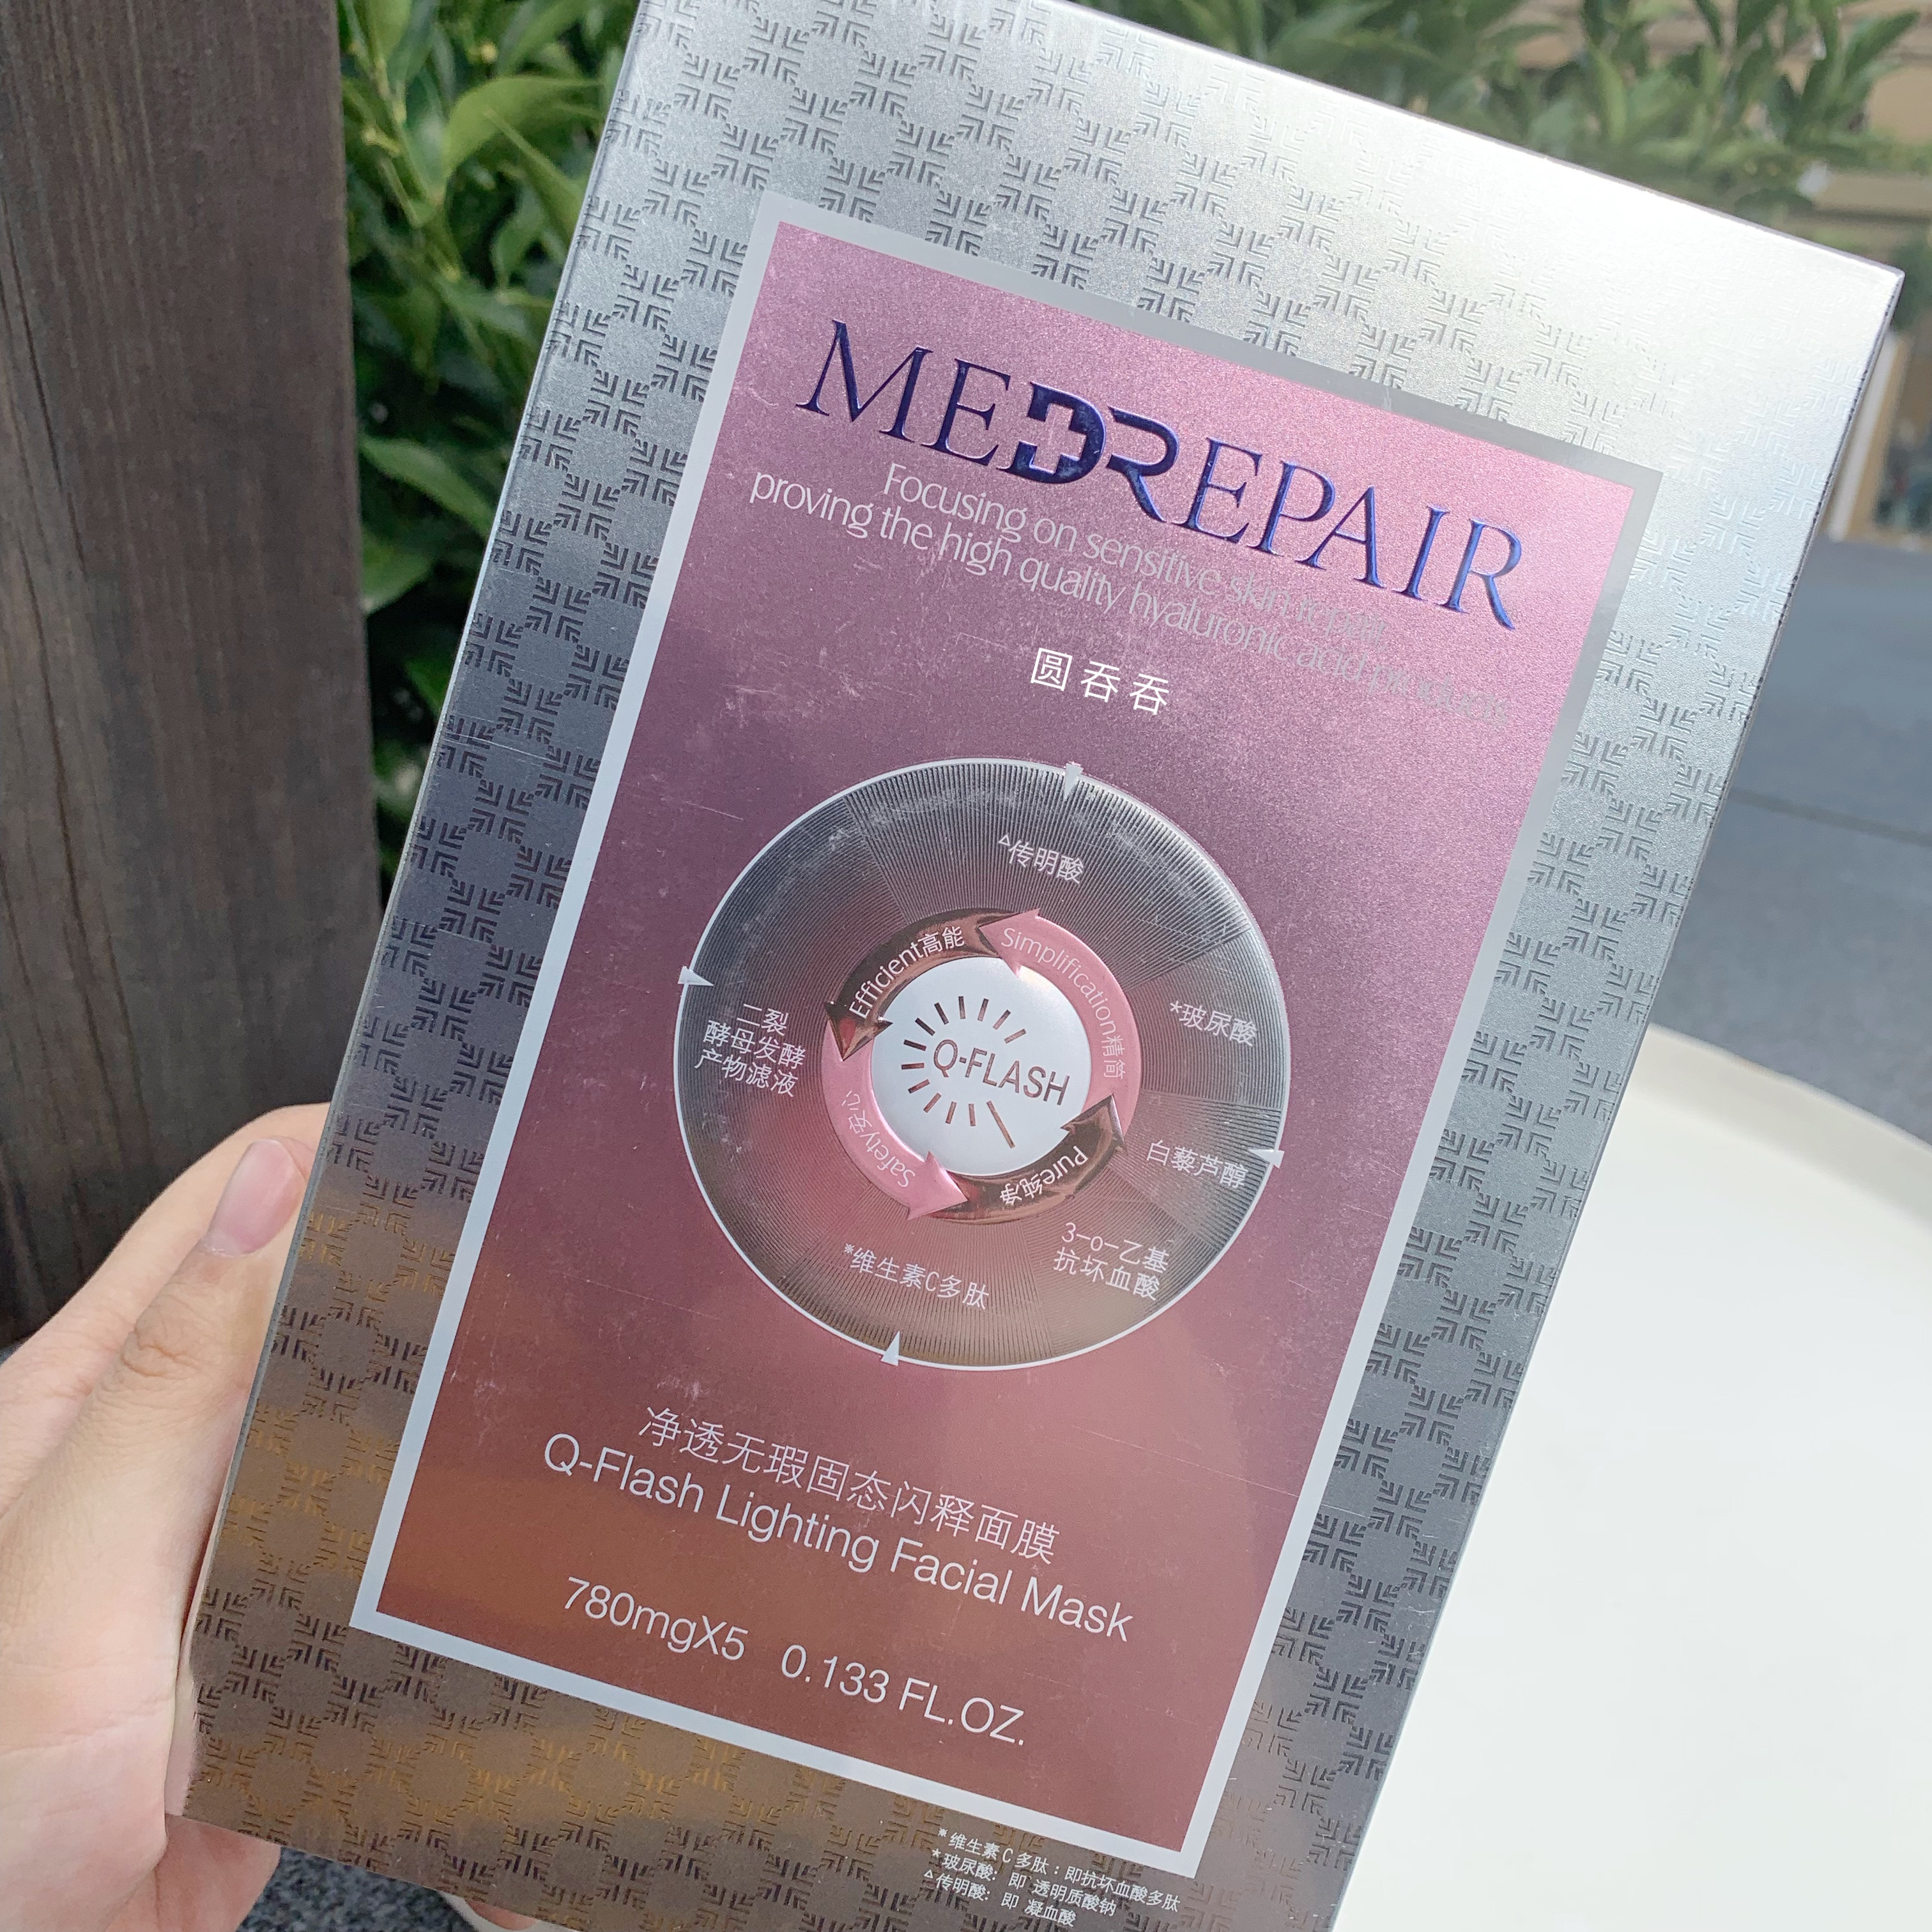 MEDREPAIR
Focusing on sensitive skin repair
proving the high quality hyaluronic acid products
圆吞吞
△传明酸
Efficient高能
Simplification精简
*玻尿酸
二裂
酵母发酵
产物滤液
Q-FLASH
Safety安心
Pure纯净
白藜芦醇
3-o-乙基
抗坏血酸
*维生素C多肽
净透无瑕固态闪释面膜
Q-Flash Lighting Facial Mask
780mgX5 0.133 FL.OZ.
*维生素C多肽：即抗坏血酸多肽
*玻尿酸：即 透明质酸钠
△传明酸：即 凝血酸